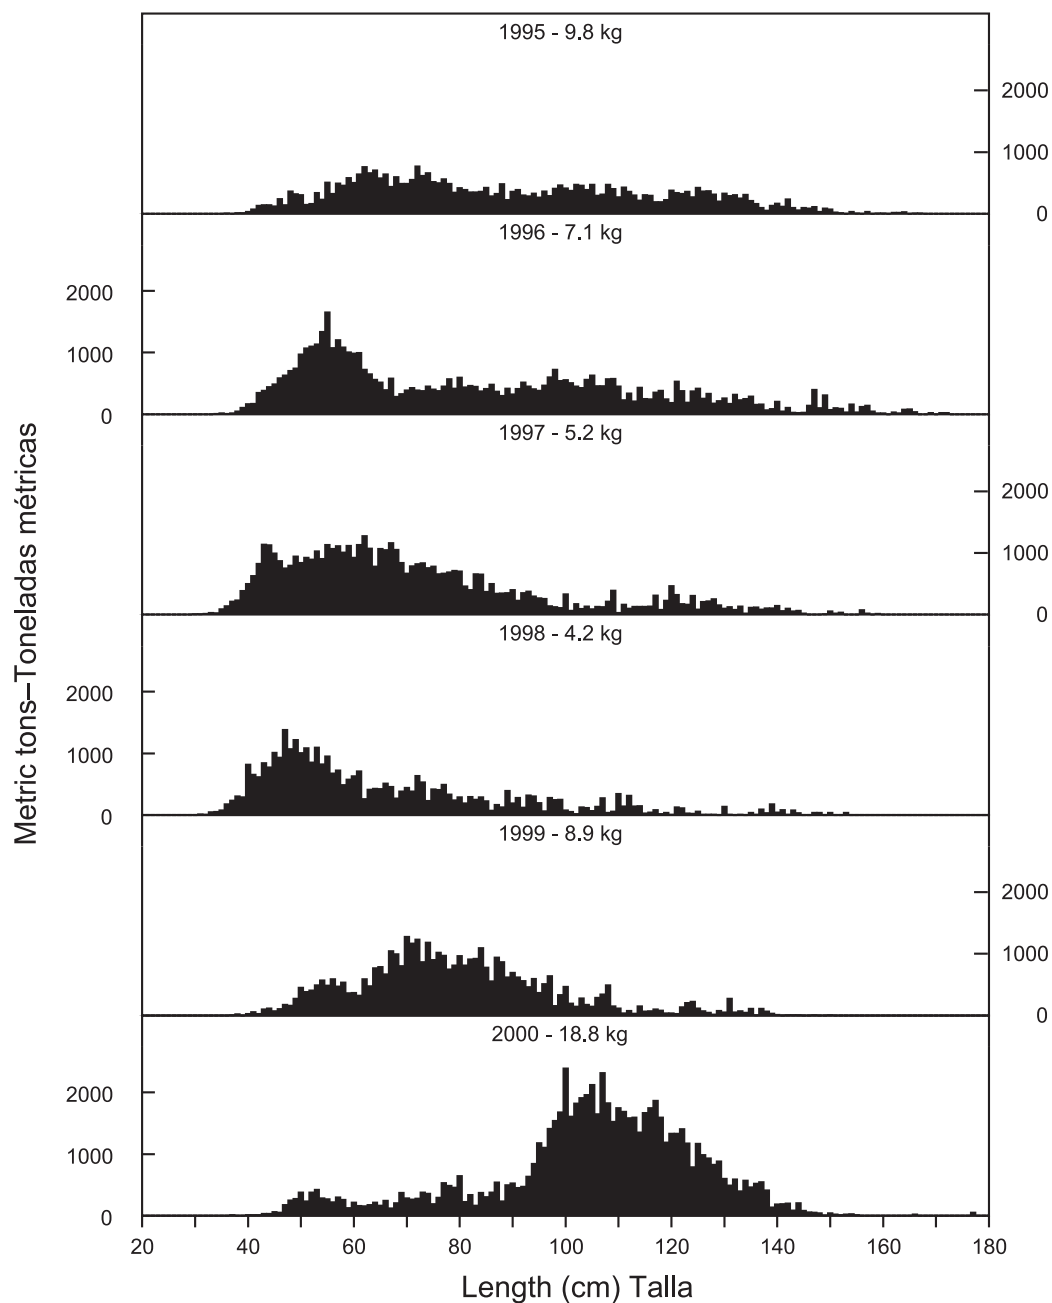 1995 - 9.8 kg
2000
1000
0
1996 - 7.1 kg
2000
1000
0
1997 - 5.2 kg
2000
1000
0
1998 - 4.2 kg
2000
1000
0
1999 - 8.9 kg
2000
1000
0
2000 - 18.8 kg
2000
1000
0
20 40 60 80 100 120 140 160 180
Length (cm) Talla
Metric tons–Toneladas métricas